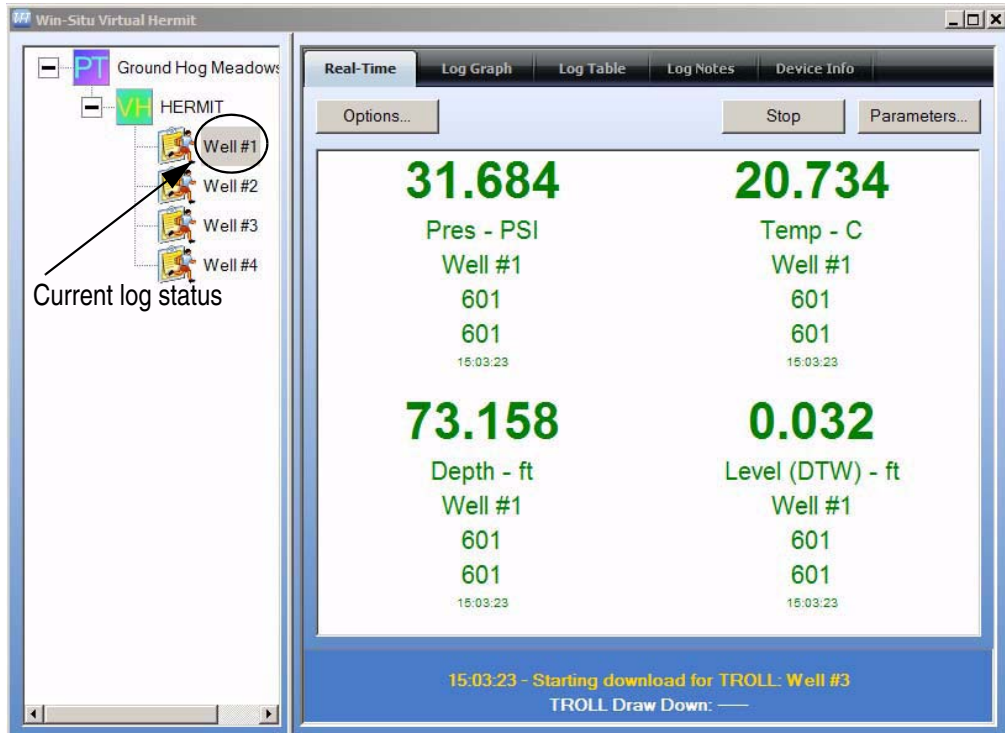 Win-Situ Virtual Hermit
PT Ground Hog Meadows
VH HERMIT
Well #1
Well #2
Well #3
Well #4
Current log status
Real-Time Log Graph Log Table Log Notes Device Info
Options... Stop Parameters...
31.684 20.734
Pres - PSI Temp - C
Well #1 Well #1
601 601
601 601
15:03:23 15:03:23
73.158 0.032
Depth - ft Level (DTW) - ft
Well #1 Well #1
601 601
601 601
15:03:23 15:03:23
15:03:23 - Starting download for TROLL: Well #3
TROLL Draw Down: -----